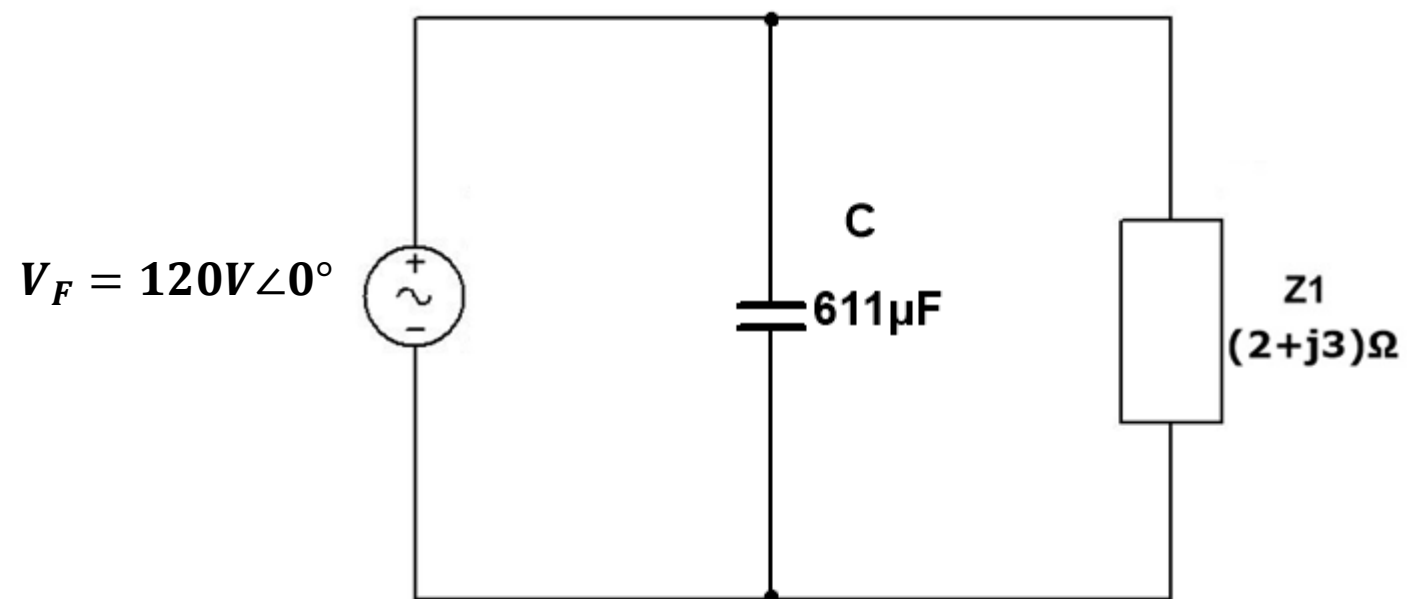 V_F = 120V∠0°
+
~
−
C
611µF
Z1
(2+j3)Ω